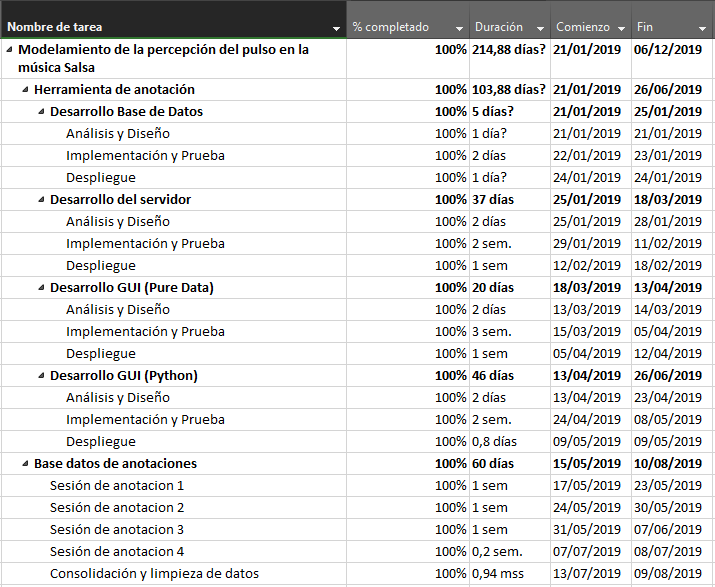 Nombre de tarea % completado Duración Comienzo Fin
Modelamiento de la percepción del pulso en la 100% 214,88 días? 21/01/2019 06/12/2019
música Salsa
Herramienta de anotación 100% 103,88 días? 21/01/2019 26/06/2019
Desarrollo Base de Datos 100% 5 días? 21/01/2019 25/01/2019
Análisis y Diseño 100% 1 día? 21/01/2019 21/01/2019
Implementación y Prueba 100% 2 días 22/01/2019 23/01/2019
Despliegue 100% 1 día? 24/01/2019 24/01/2019
Desarrollo del servidor 100% 37 días 25/01/2019 18/03/2019
Análisis y Diseño 100% 2 días 25/01/2019 28/01/2019
Implementación y Prueba 100% 2 sem. 29/01/2019 11/02/2019
Despliegue 100% 1 sem 12/02/2019 18/02/2019
Desarrollo GUI (Pure Data) 100% 20 días 18/03/2019 13/04/2019
Análisis y Diseño 100% 2 días 13/03/2019 14/03/2019
Implementación y Prueba 100% 3 sem. 15/03/2019 05/04/2019
Despliegue 100% 1 sem 05/04/2019 12/04/2019
Desarrollo GUI (Python) 100% 46 días 13/04/2019 26/06/2019
Análisis y Diseño 100% 2 días 13/04/2019 23/04/2019
Implementación y Prueba 100% 2 sem. 24/04/2019 08/05/2019
Despliegue 100% 0,8 días 09/05/2019 09/05/2019
Base datos de anotaciones 100% 60 días 15/05/2019 10/08/2019
Sesión de anotacion 1 100% 1 sem 17/05/2019 23/05/2019
Sesión de anotacion 2 100% 1 sem 24/05/2019 30/05/2019
Sesión de anotacion 3 100% 1 sem 31/05/2019 07/06/2019
Sesión de anotacion 4 100% 0,2 sem. 07/07/2019 08/07/2019
Consolidación y limpieza de datos 100% 0,94 mss 13/07/2019 09/08/2019